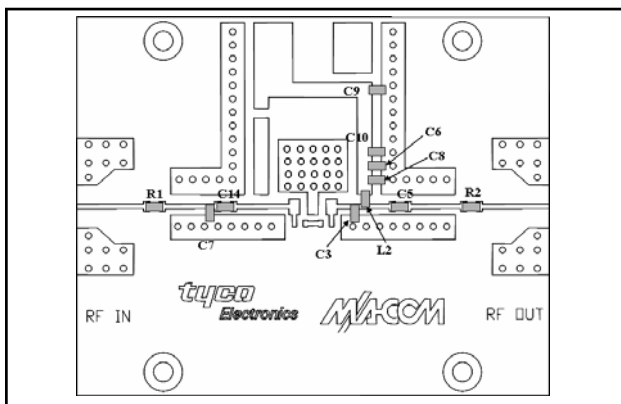 C9
C10
C6
C8
R1
C14
C5
R2
C7
C3
L2
tyco
Electronics
M/A-COM
RF IN
RF OUT